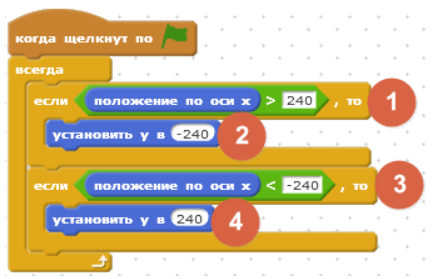 когда щелкнут по
всегда
если положение по оси x > 240 , то 1
установить y в -240 2
если положение по оси x < -240 , то 3
установить y в 240 4